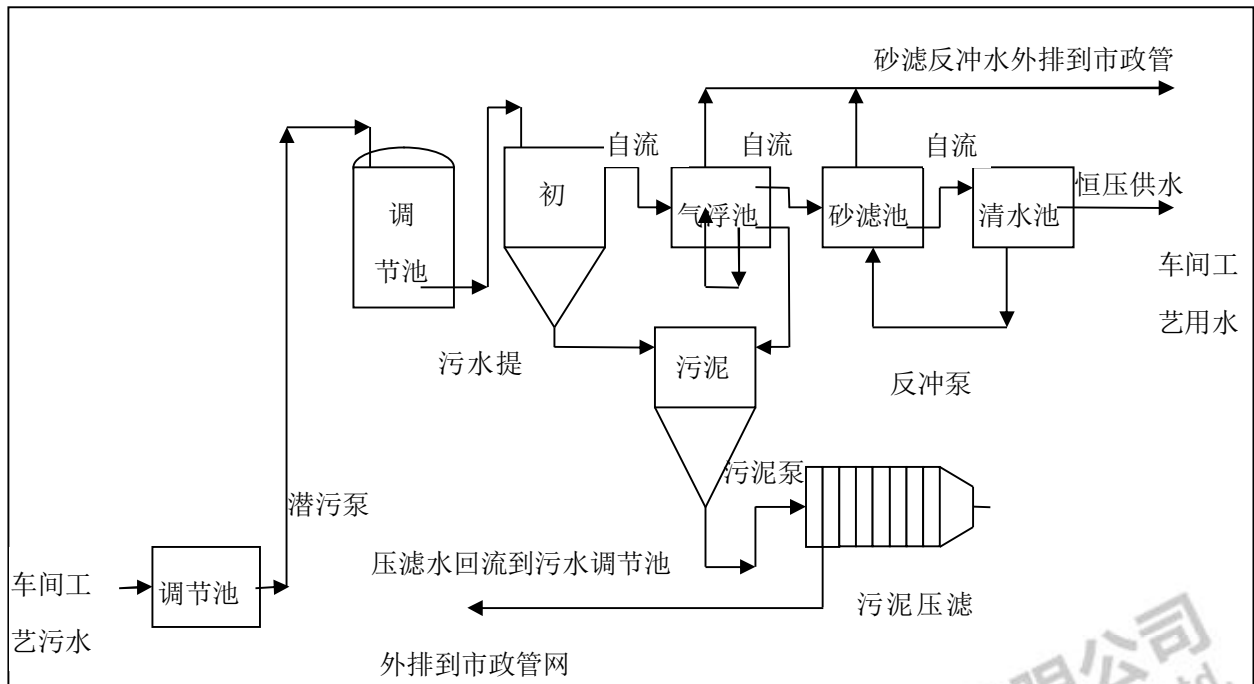 砂滤反冲水外排到市政管
自流
自流
自流
恒压供水
调
节池
初
气浮池
砂滤池
清水池
车间工
艺用水
污水提
污泥
反冲泵
潜污泵
污泥泵
车间工
艺污水
调节池
压滤水回流到污水调节池
污泥压滤
外排到市政管网
限公司
td.